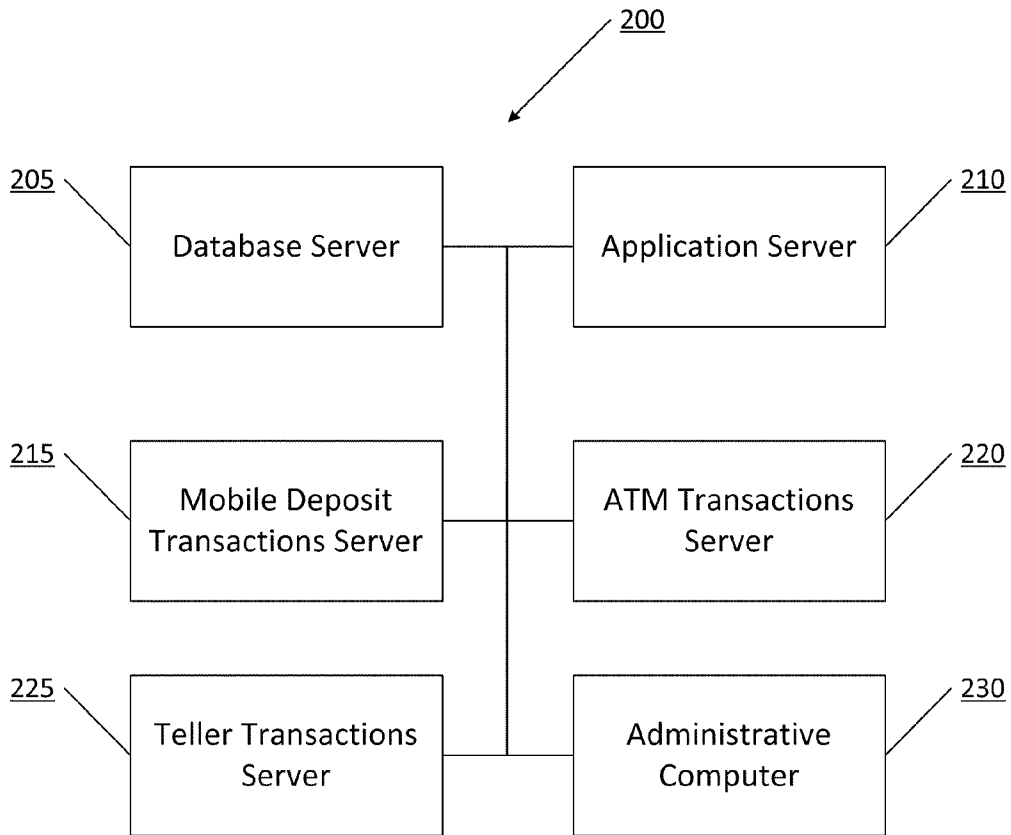 200
205
Database Server
Application Server
210
215
Mobile Deposit
Transactions Server
ATM Transactions
Server
220
225
Teller Transactions
Server
Administrative
Computer
230